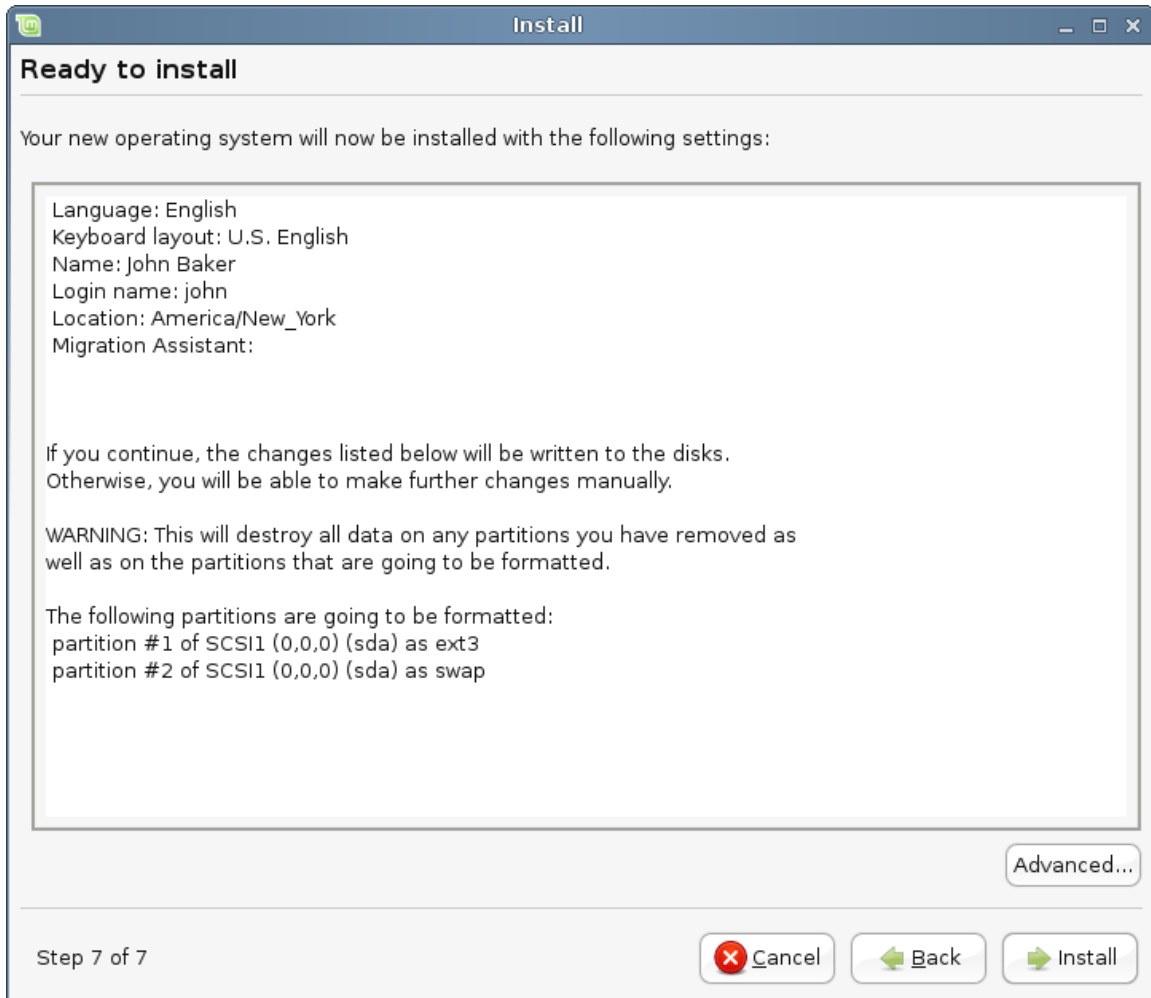 Install
Ready to install
Your new operating system will now be installed with the following settings:
Language: English
Keyboard layout: U.S. English
Name: John Baker
Login name: john
Location: America/New_York
Migration Assistant:
If you continue, the changes listed below will be written to the disks.
Otherwise, you will be able to make further changes manually.
WARNING: This will destroy all data on any partitions you have removed as
well as on the partitions that are going to be formatted.
The following partitions are going to be formatted:
partition #1 of SCSI1 (0,0,0) (sda) as ext3
partition #2 of SCSI1 (0,0,0) (sda) as swap
Advanced...
Step 7 of 7
Cancel
Back
Install